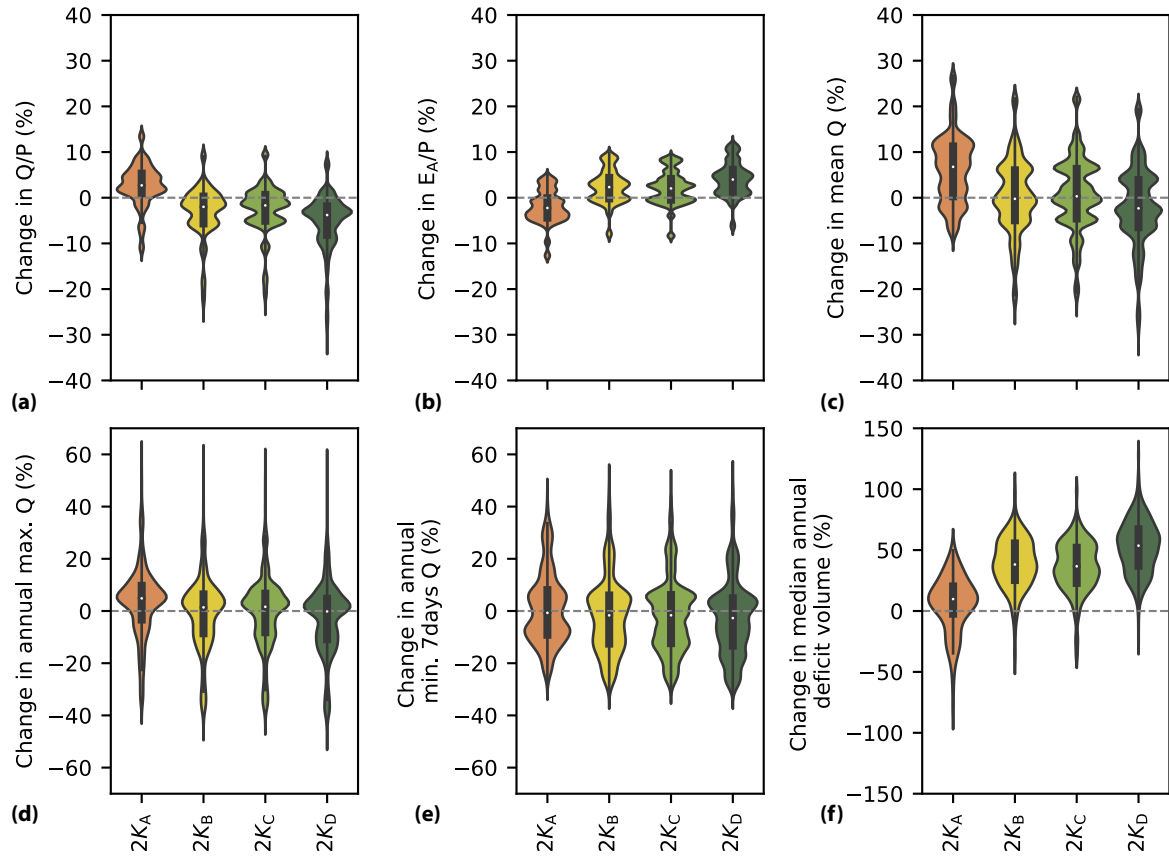 Change in Q/P (%)
40
30
20
10
0
−10
−20
−30
−40
(a)
Change in E_A/P (%)
40
30
20
10
0
−10
−20
−30
−40
(b)
Change in mean Q (%)
40
30
20
10
0
−10
−20
−30
−40
(c)
Change in annual max. Q (%)
60
40
20
0
−20
−40
−60
2K_A
2K_B
2K_C
2K_D
(d)
Change in annual
min. 7days Q (%)
60
40
20
0
−20
−40
−60
2K_A
2K_B
2K_C
2K_D
(e)
Change in median annual
deficit volume (%)
150
100
50
0
−50
−100
−150
2K_A
2K_B
2K_C
2K_D
(f)